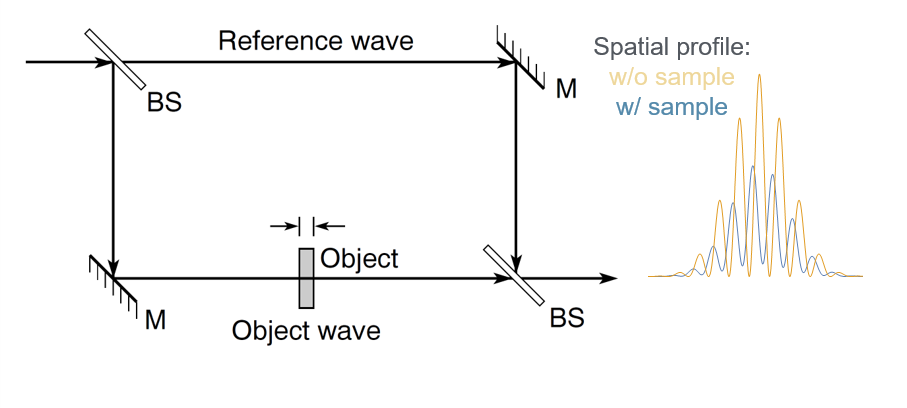 Reference wave
BS
M
Spatial profile:
w/o sample
w/ sample
Object
M
Object wave
BS